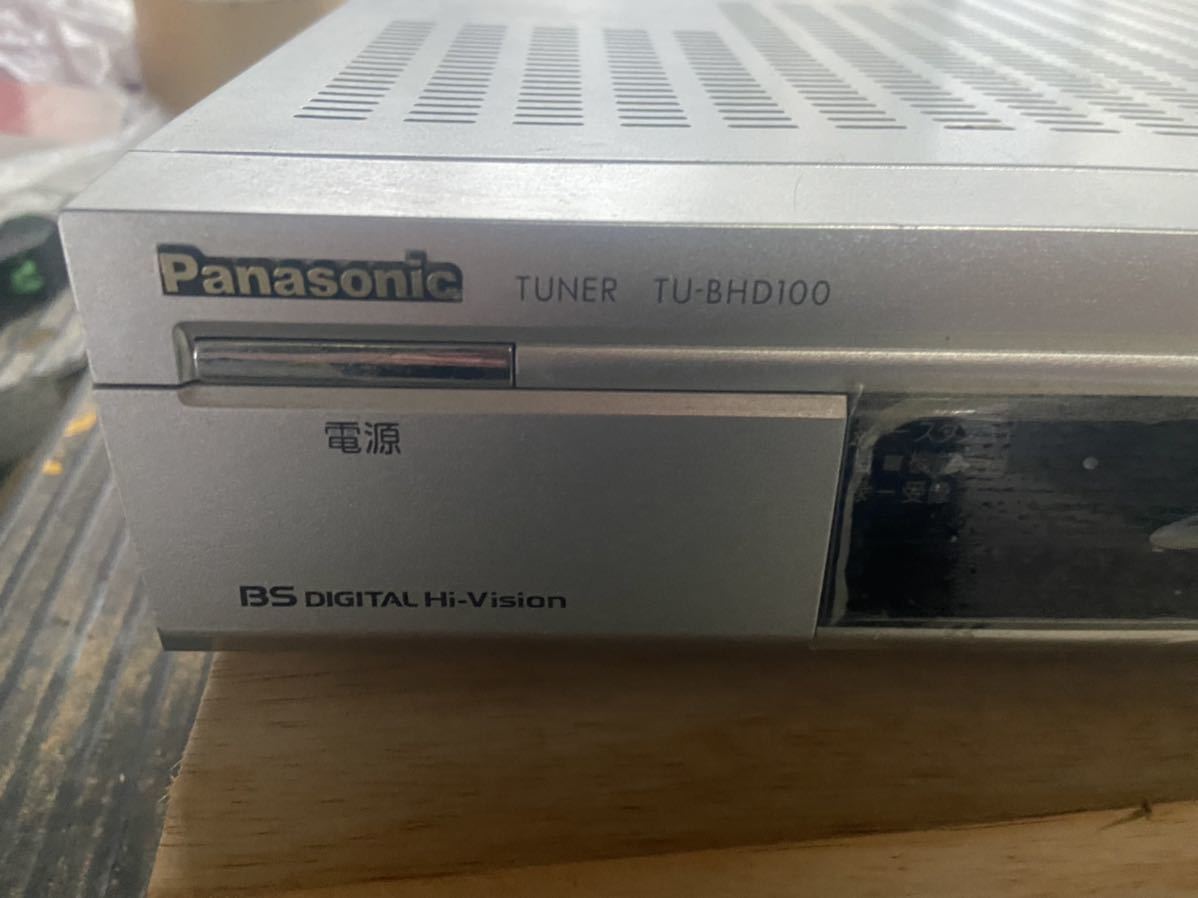 Panasonic TUNER TU-BHD100
電源
BS DIGITAL Hi-Vision